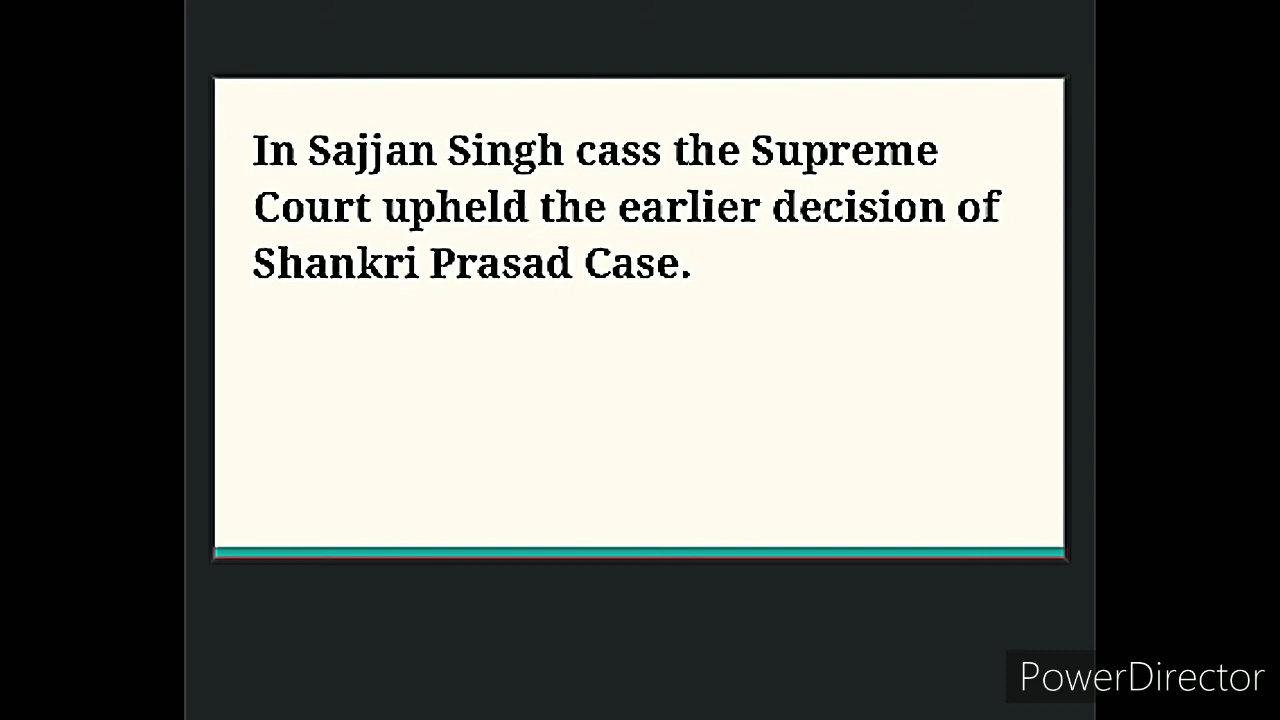 In Sajjan Singh cass the Supreme
Court upheld the earlier decision of
Shankri Prasad Case.
PowerDirector